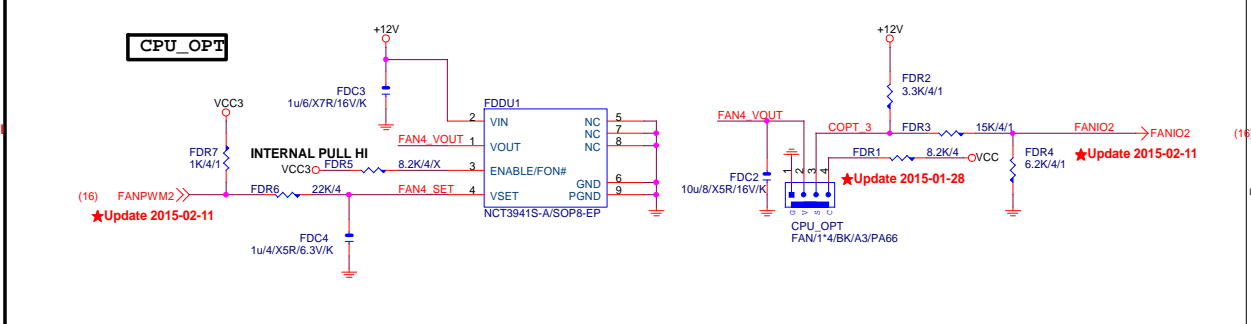 CPU_OPT
+12V
FDC3
1u/6/X7R/16V/K
VCC3
FDR7
1K/4/1
INTERNAL PULL HI
VCC3 FDR5 8.2K/4/X
(16) FANPWM2
FDR6 22K/4
★Update 2015-02-11
FDC4
1u/4/X5R/6.3V/K
FAN4_VOUT
FAN4_SET
FDDU1
2 VIN NC 5
NC 7
1 VOUT NC 8
3 ENABLE/FON#
GND 6
4 VSET PGND 9
NCT3941S-A/SOP8-EP
+12V
FDR2
3.3K/4/1
FAN4_VOUT
COPT_3 FDR3 15K/4/1 FANIO2 FANIO2 (16
FDR1 8.2K/4 VCC
★Update 2015-02-11
★Update 2015-01-28
FDR4
6.2K/4/1
FDC2
10u/8/X5R/16V/K
1 2 3 4
G V S C
CPU_OPT
FAN/1*4/BK/A3/PA66